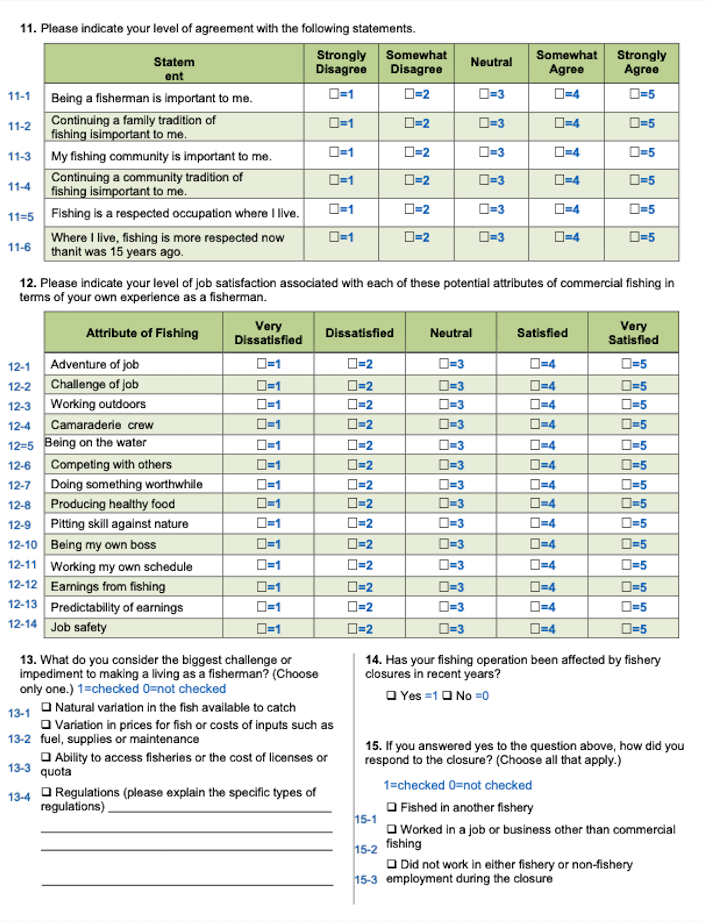 11. Please indicate your level of agreement with the following statements.
Statem
ent
Strongly
Disagree
Somewhat
Disagree
Neutral
Somewhat
Agree
Strongly
Agree
11-1 Being a fisherman is important to me. ☐=1 ☐=2 ☐=3 ☐=4 ☐=5
11-2 Continuing a family tradition of
fishing isimportant to me. ☐=1 ☐=2 ☐=3 ☐=4 ☐=5
11-3 My fishing community is important to me. ☐=1 ☐=2 ☐=3 ☐=4 ☐=5
11-4 Continuing a community tradition of
fishing isimportant to me. ☐=1 ☐=2 ☐=3 ☐=4 ☐=5
11=5 Fishing is a respected occupation where I live. ☐=1 ☐=2 ☐=3 ☐=4 ☐=5
11-6 Where I live, fishing is more respected now
thanit was 15 years ago. ☐=1 ☐=2 ☐=3 ☐=4 ☐=5
12. Please indicate your level of job satisfaction associated with each of these potential attributes of commercial fishing in
terms of your own experience as a fisherman.
Attribute of Fishing
Very
Dissatisfied
Dissatisfied
Neutral
Satisfied
Very
Satisfied
12-1 Adventure of job ☐=1 ☐=2 ☐=3 ☐=4 ☐=5
12-2 Challenge of job ☐=1 ☐=2 ☐=3 ☐=4 ☐=5
12-3 Working outdoors ☐=1 ☐=2 ☐=3 ☐=4 ☐=5
12-4 Camaraderie crew ☐=1 ☐=2 ☐=3 ☐=4 ☐=5
12=5 Being on the water ☐=1 ☐=2 ☐=3 ☐=4 ☐=5
12-6 Competing with others ☐=1 ☐=2 ☐=3 ☐=4 ☐=5
12-7 Doing something worthwhile ☐=1 ☐=2 ☐=3 ☐=4 ☐=5
12-8 Producing healthy food ☐=1 ☐=2 ☐=3 ☐=4 ☐=5
12-9 Pitting skill against nature ☐=1 ☐=2 ☐=3 ☐=4 ☐=5
12-10 Being my own boss ☐=1 ☐=2 ☐=3 ☐=4 ☐=5
12-11 Working my own schedule ☐=1 ☐=2 ☐=3 ☐=4 ☐=5
12-12 Earnings from fishing ☐=1 ☐=2 ☐=3 ☐=4 ☐=5
12-13 Predictability of earnings ☐=1 ☐=2 ☐=3 ☐=4 ☐=5
12-14 Job safety ☐=1 ☐=2 ☐=3 ☐=4 ☐=5
13. What do you consider the biggest challenge or
impediment to making a living as a fisherman? (Choose
only one.) 1=checked 0=not checked
13-1 ☐ Natural variation in the fish available to catch
☐ Variation in prices for fish or costs of inputs such as
13-2 fuel, supplies or maintenance
☐ Ability to access fisheries or the cost of licenses or
13-3 quota
13-4 ☐ Regulations (please explain the specific types of
regulations)
14. Has your fishing operation been affected by fishery
closures in recent years?
☐ Yes =1 ☐ No =0
15. If you answered yes to the question above, how did you
respond to the closure? (Choose all that apply.)
1=checked 0=not checked
☐ Fished in another fishery
15-1
☐ Worked in a job or business other than commercial
15-2 fishing
☐ Did not work in either fishery or non-fishery
15-3 employment during the closure